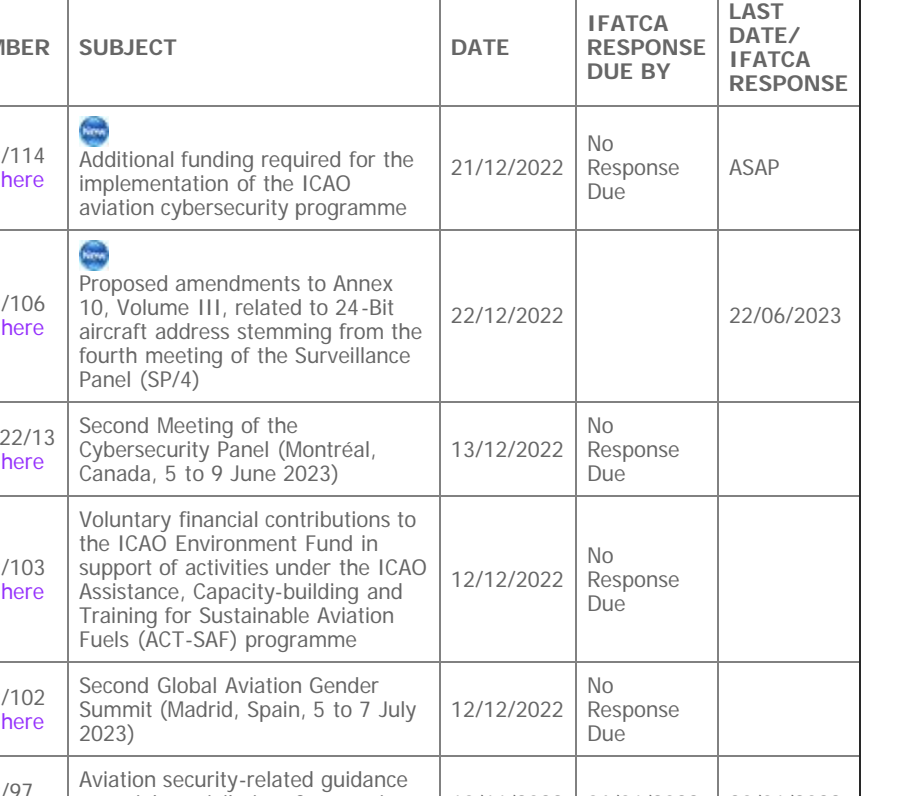 MBER
SUBJECT
DATE
IFATCA
RESPONSE
DUE BY
LAST
DATE/
IFATCA
RESPONSE
/114
here
New
Additional funding required for the
implementation of the ICAO
aviation cybersecurity programme
21/12/2022
No
Response
Due
ASAP
/106
here
New
Proposed amendments to Annex
10, Volume III, related to 24-Bit
aircraft address stemming from the
fourth meeting of the Surveillance
Panel (SP/4)
22/12/2022
22/06/2023
22/13
here
Second Meeting of the
Cybersecurity Panel (Montréal,
Canada, 5 to 9 June 2023)
13/12/2022
No
Response
Due
/103
here
Voluntary financial contributions to
the ICAO Environment Fund in
support of activities under the ICAO
Assistance, Capacity-building and
Training for Sustainable Aviation
Fuels (ACT-SAF) programme
12/12/2022
No
Response
Due
/102
here
Second Global Aviation Gender
Summit (Madrid, Spain, 5 to 7 July
2023)
12/12/2022
No
Response
Due
/97
Aviation security-related guidance